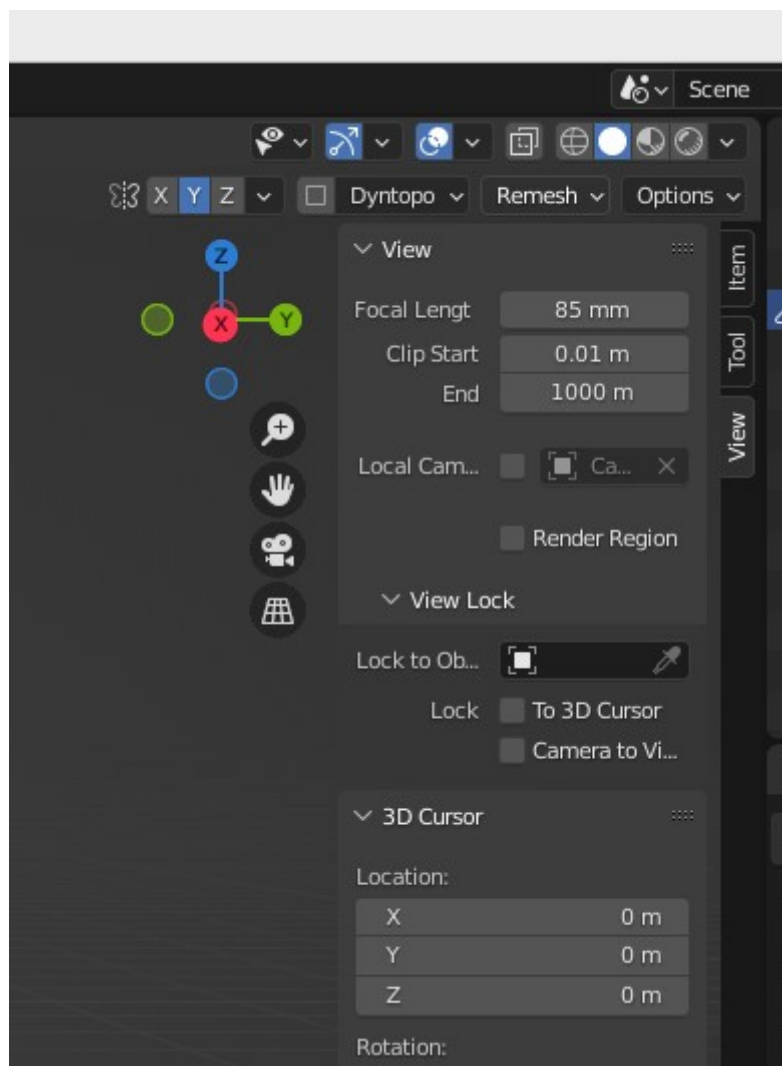 Scene
X Y Z Dyntopo Remesh Options
Z
X Y
View
Focal Lengt 85 mm
Clip Start 0.01 m
End 1000 m
Local Cam... Ca...
Render Region
View Lock
Lock to Ob...
Lock To 3D Cursor
Camera to Vi...
3D Cursor
Location:
X 0 m
Y 0 m
Z 0 m
Rotation:
Item
Tool
View